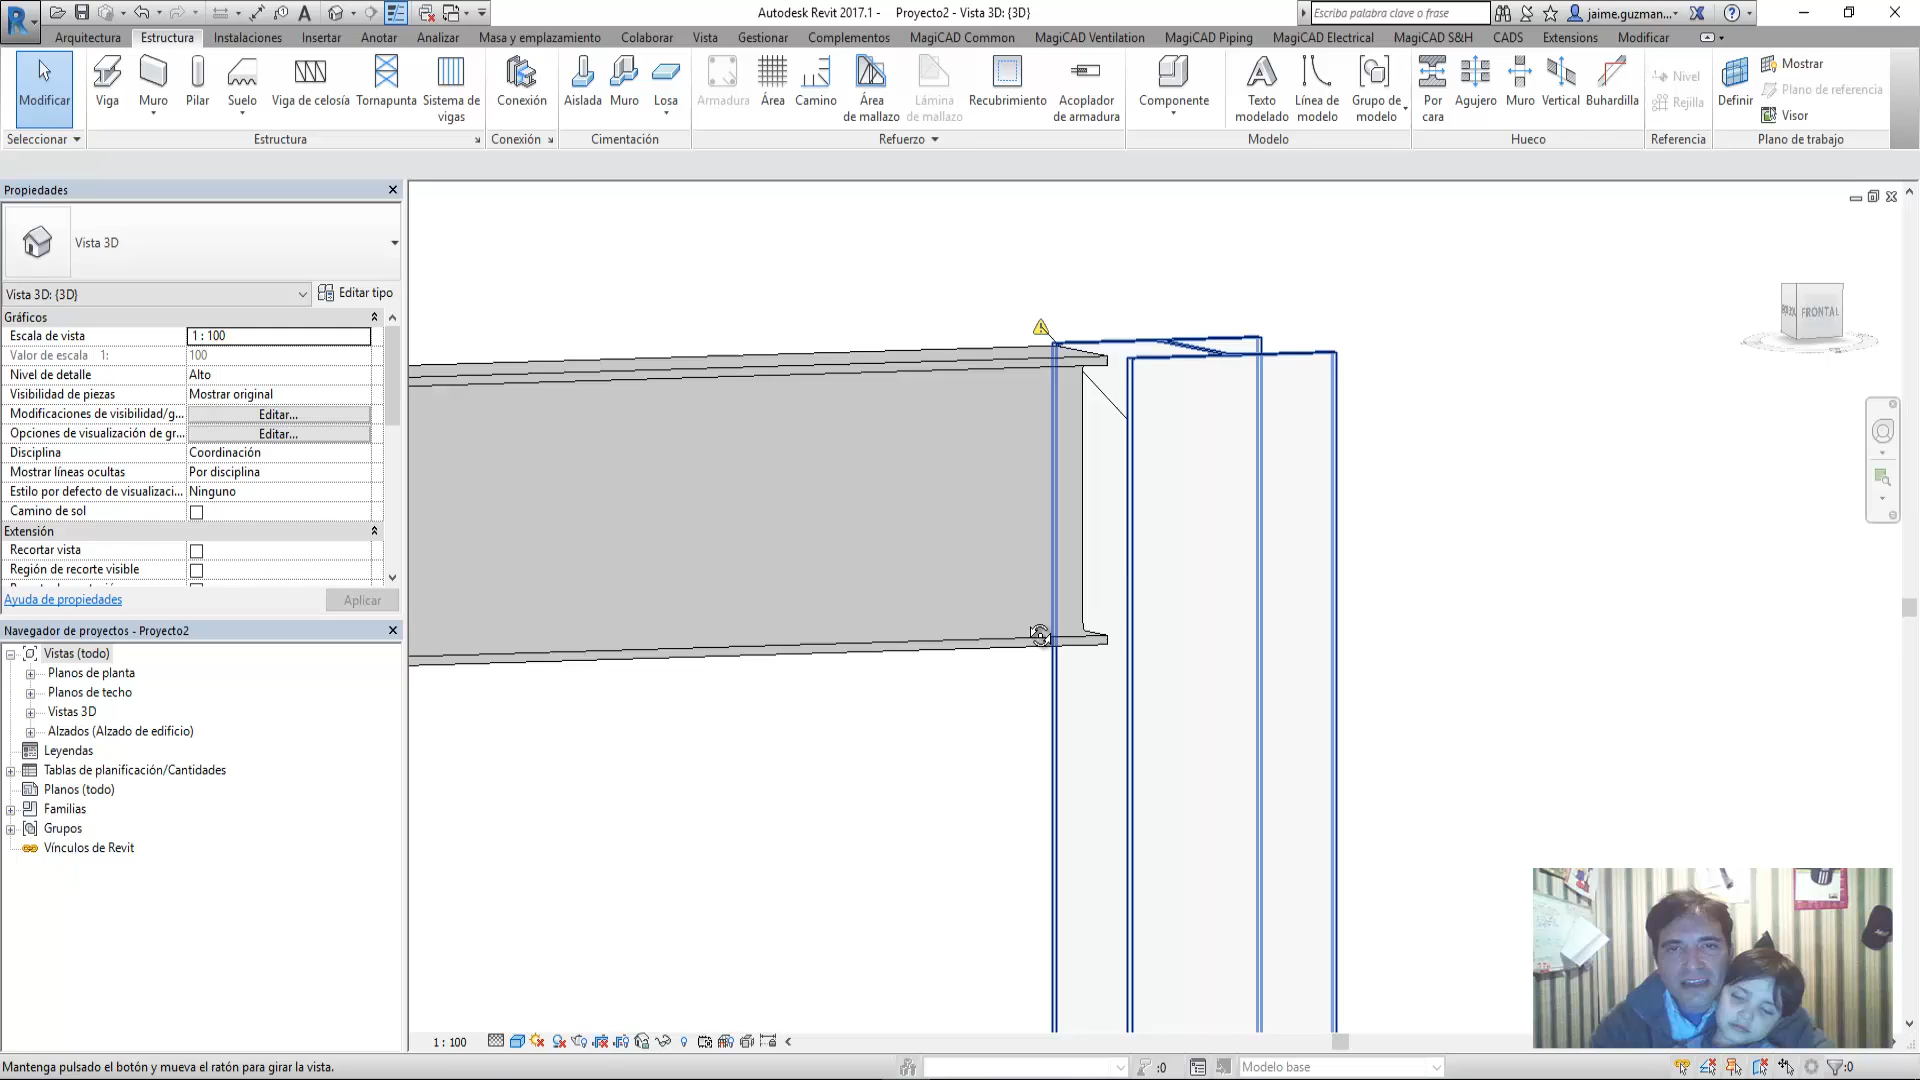 Autodesk Revit 2017.1 - Proyecto2 - Vista 3D: {3D}
Escriba palabra clave o frase
jaime.guzman...
Arquitectura Estructura Instalaciones Insertar Anotar Analizar Masa y emplazamiento Colaborar Vista Gestionar Complementos MagiCAD Common MagiCAD Ventilation MagiCAD Piping MagiCAD Electrical MagiCAD S&H CADS Extensions Modificar
Modificar
Viga
Muro
Pilar
Suelo
Viga de celosía
Tornapunta
Sistema de vigas
Conexión
Aislada
Muro
Losa
Armadura
Área
Camino
Área de mallazo
Lámina de mallazo
Recubrimiento
Acoplador de armadura
Componente
Texto modelado
Línea de modelo
Grupo de modelo
Por cara
Agujero
Muro
Vertical
Buhardilla
Nivel
Rejilla
Definir
Mostrar
Plano de referencia
Visor
Seleccionar
Estructura
Conexión
Cimentación
Refuerzo
Modelo
Hueco
Referencia
Plano de trabajo
Propiedades
Vista 3D
Vista 3D: {3D}
Editar tipo
Gráficos
Escala de vista 1 : 100
Valor de escala 1: 100
Nivel de detalle Alto
Visibilidad de piezas Mostrar original
Modificaciones de visibilidad/g... Editar...
Opciones de visualización de gr... Editar...
Disciplina Coordinación
Mostrar líneas ocultas Por disciplina
Estilo por defecto de visualizaci... Ninguno
Camino de sol
Extensión
Recortar vista
Región de recorte visible
Ayuda de propiedades
Aplicar
Navegador de proyectos - Proyecto2
Vistas (todo)
Planos de planta
Planos de techo
Vistas 3D
Alzados (Alzado de edificio)
Leyendas
Tablas de planificación/Cantidades
Planos (todo)
Familias
Grupos
Vínculos de Revit
FRONTAL
1 : 100
Mantenga pulsado el botón y mueva el ratón para girar la vista.
:0
Modelo base
:0